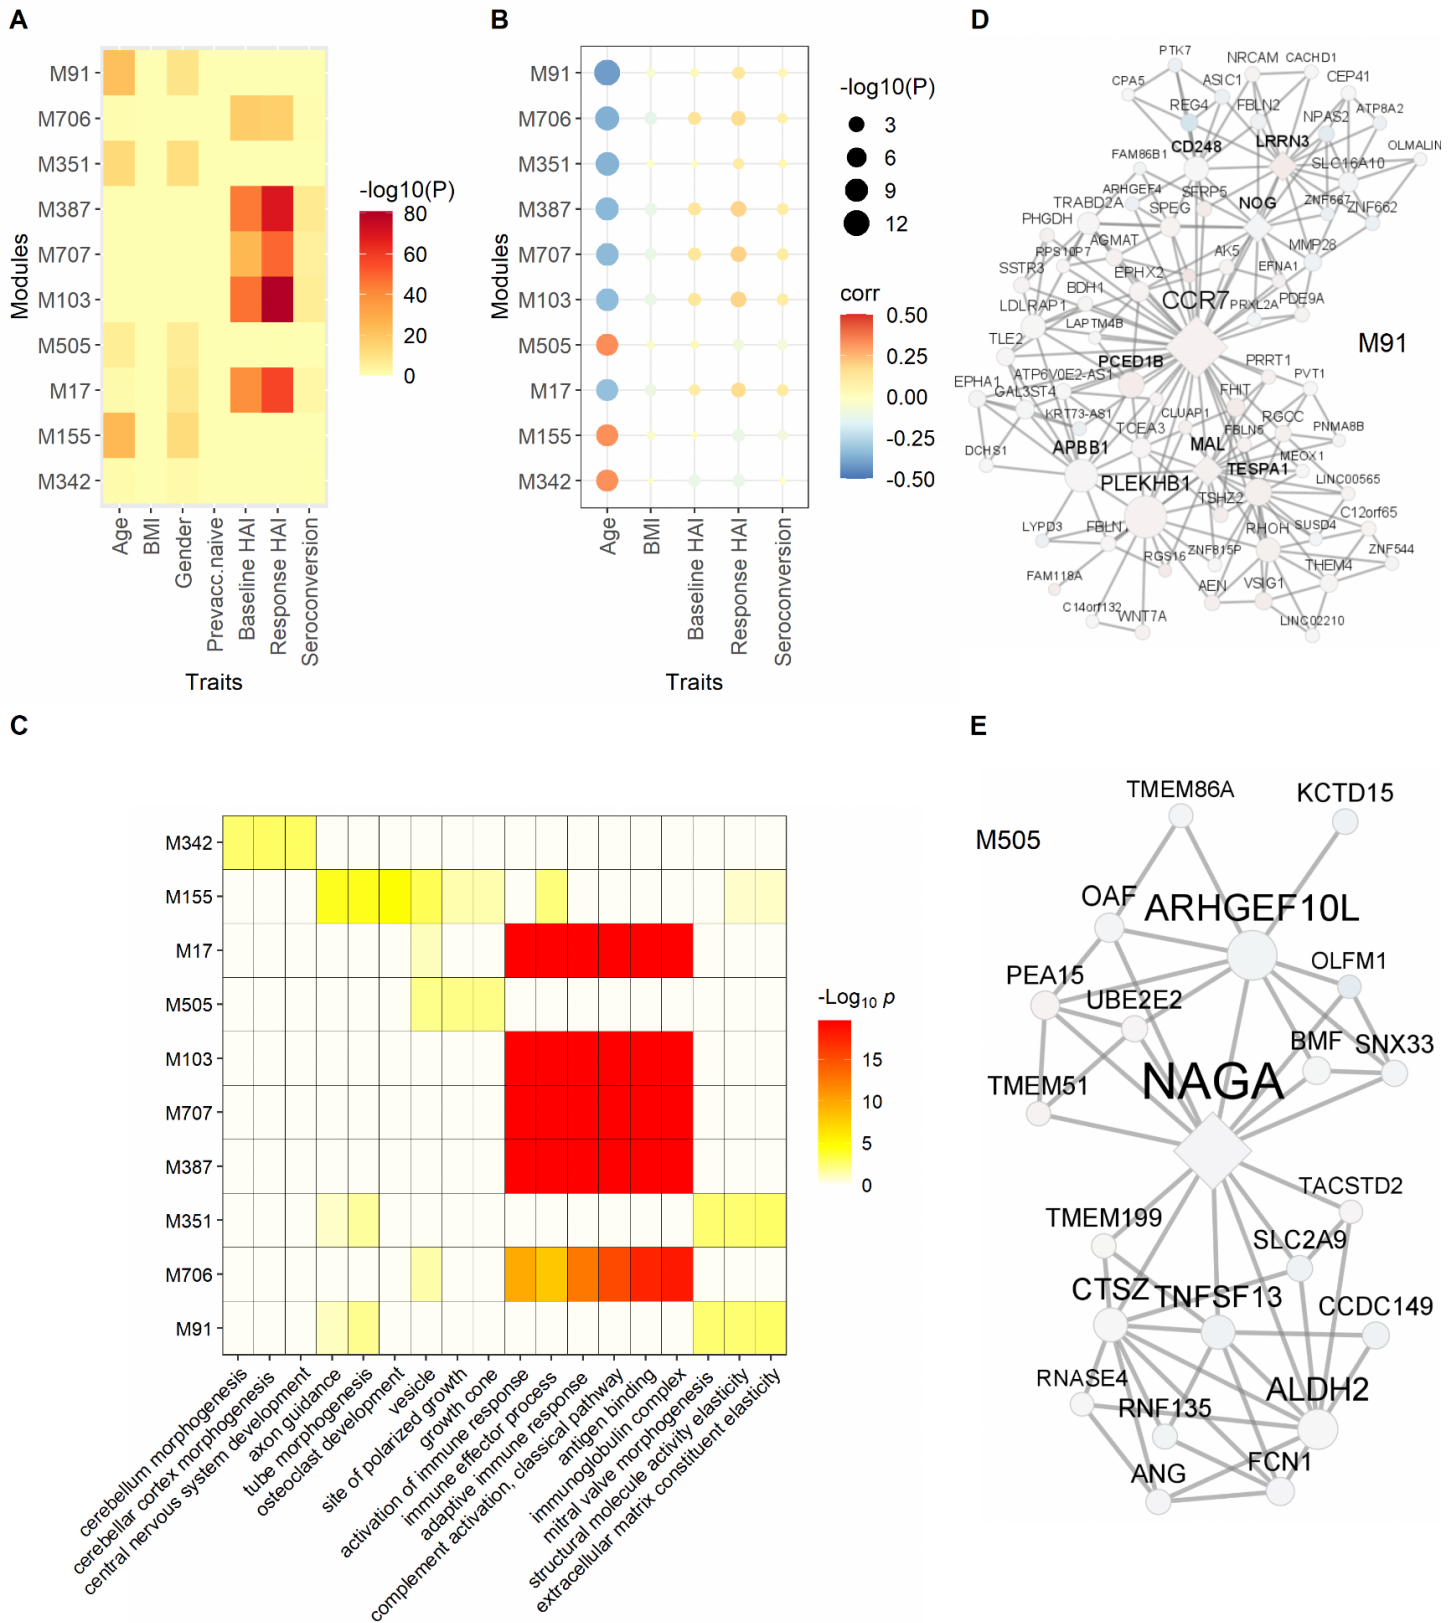 A
M91
M706
M351
M387
M707
M103
M505
M17
M155
M342
Modules
Age
BMI
Gender
Prevacc.naive
Baseline HAI
Response HAI
Seroconversion
Traits
-log10(P)
80
60
40
20
0
B
M91
M706
M351
M387
M707
M103
M505
M17
M155
M342
Modules
Age
BMI
Baseline HAI
Response HAI
Seroconversion
Traits
-log10(P)
3
6
9
12
corr
0.50
0.25
0.00
-0.25
-0.50
D
PTK7
NRCAM
CACHD1
CPA5
ASIC1
CEP41
REG4
FBLN2
NPAS2
ATP8A2
CD248
LRRN3
OLMALIN
FAM86B1
SLC16A10
ARHGEF4
SFRP5
TRABD2A
NOG
ZNF667
ZNF662
PHGDH
SPEG
RPS10P7
AGMAT
AK5
MMP28
SSTR3
EPHX2
EFNA1
BDH1
CCR7
LDLRAP1
PRXL2A
PDE9A
LAPTM4B
TLE2
M91
PCED1B
PRRT1
EPHA1
ATP6V0E2-AS1
PVT1
GAL3ST4
FHIT
KRT73-AS1
CLUAP1
RGCC
TCEA3
FBLN5
PNMA8B
DCHS1
APBB1
MAL
MEOX1
TESPA1
PLEKHB1
LINC00565
TSHZ2
LYPD3
FBLN1
RHOH
SUSD4
C12orf65
RGS16
ZNF815P
ZNF544
FAM118A
AEN
VSIG1
THEM4
C14orf132
WNT7A
LINC02210
C
M342
M155
M17
M505
M103
M707
M387
M351
M706
M91
cerebellum morphogenesis
cerebellar cortex morphogenesis
central nervous system development
axon guidance
tube morphogenesis
osteoclast development
vesicle
site of polarized growth
growth cone
activation of immune response
immune effector process
adaptive immune response
complement activation, classical pathway
antigen binding
immunoglobulin complex
mitral valve morphogenesis
structural molecule activity elasticity
extracellular matrix constituent elasticity
-Log10 p
15
10
5
0
E
M505
TMEM86A
KCTD15
OAF
ARHGEF10L
PEA15
UBE2E2
OLFM1
BMF
SNX33
TMEM51
NAGA
TACSTD2
TMEM199
SLC2A9
CTSZ
TNFSF13
CCDC149
RNASE4
RNF135
ALDH2
ANG
FCN1